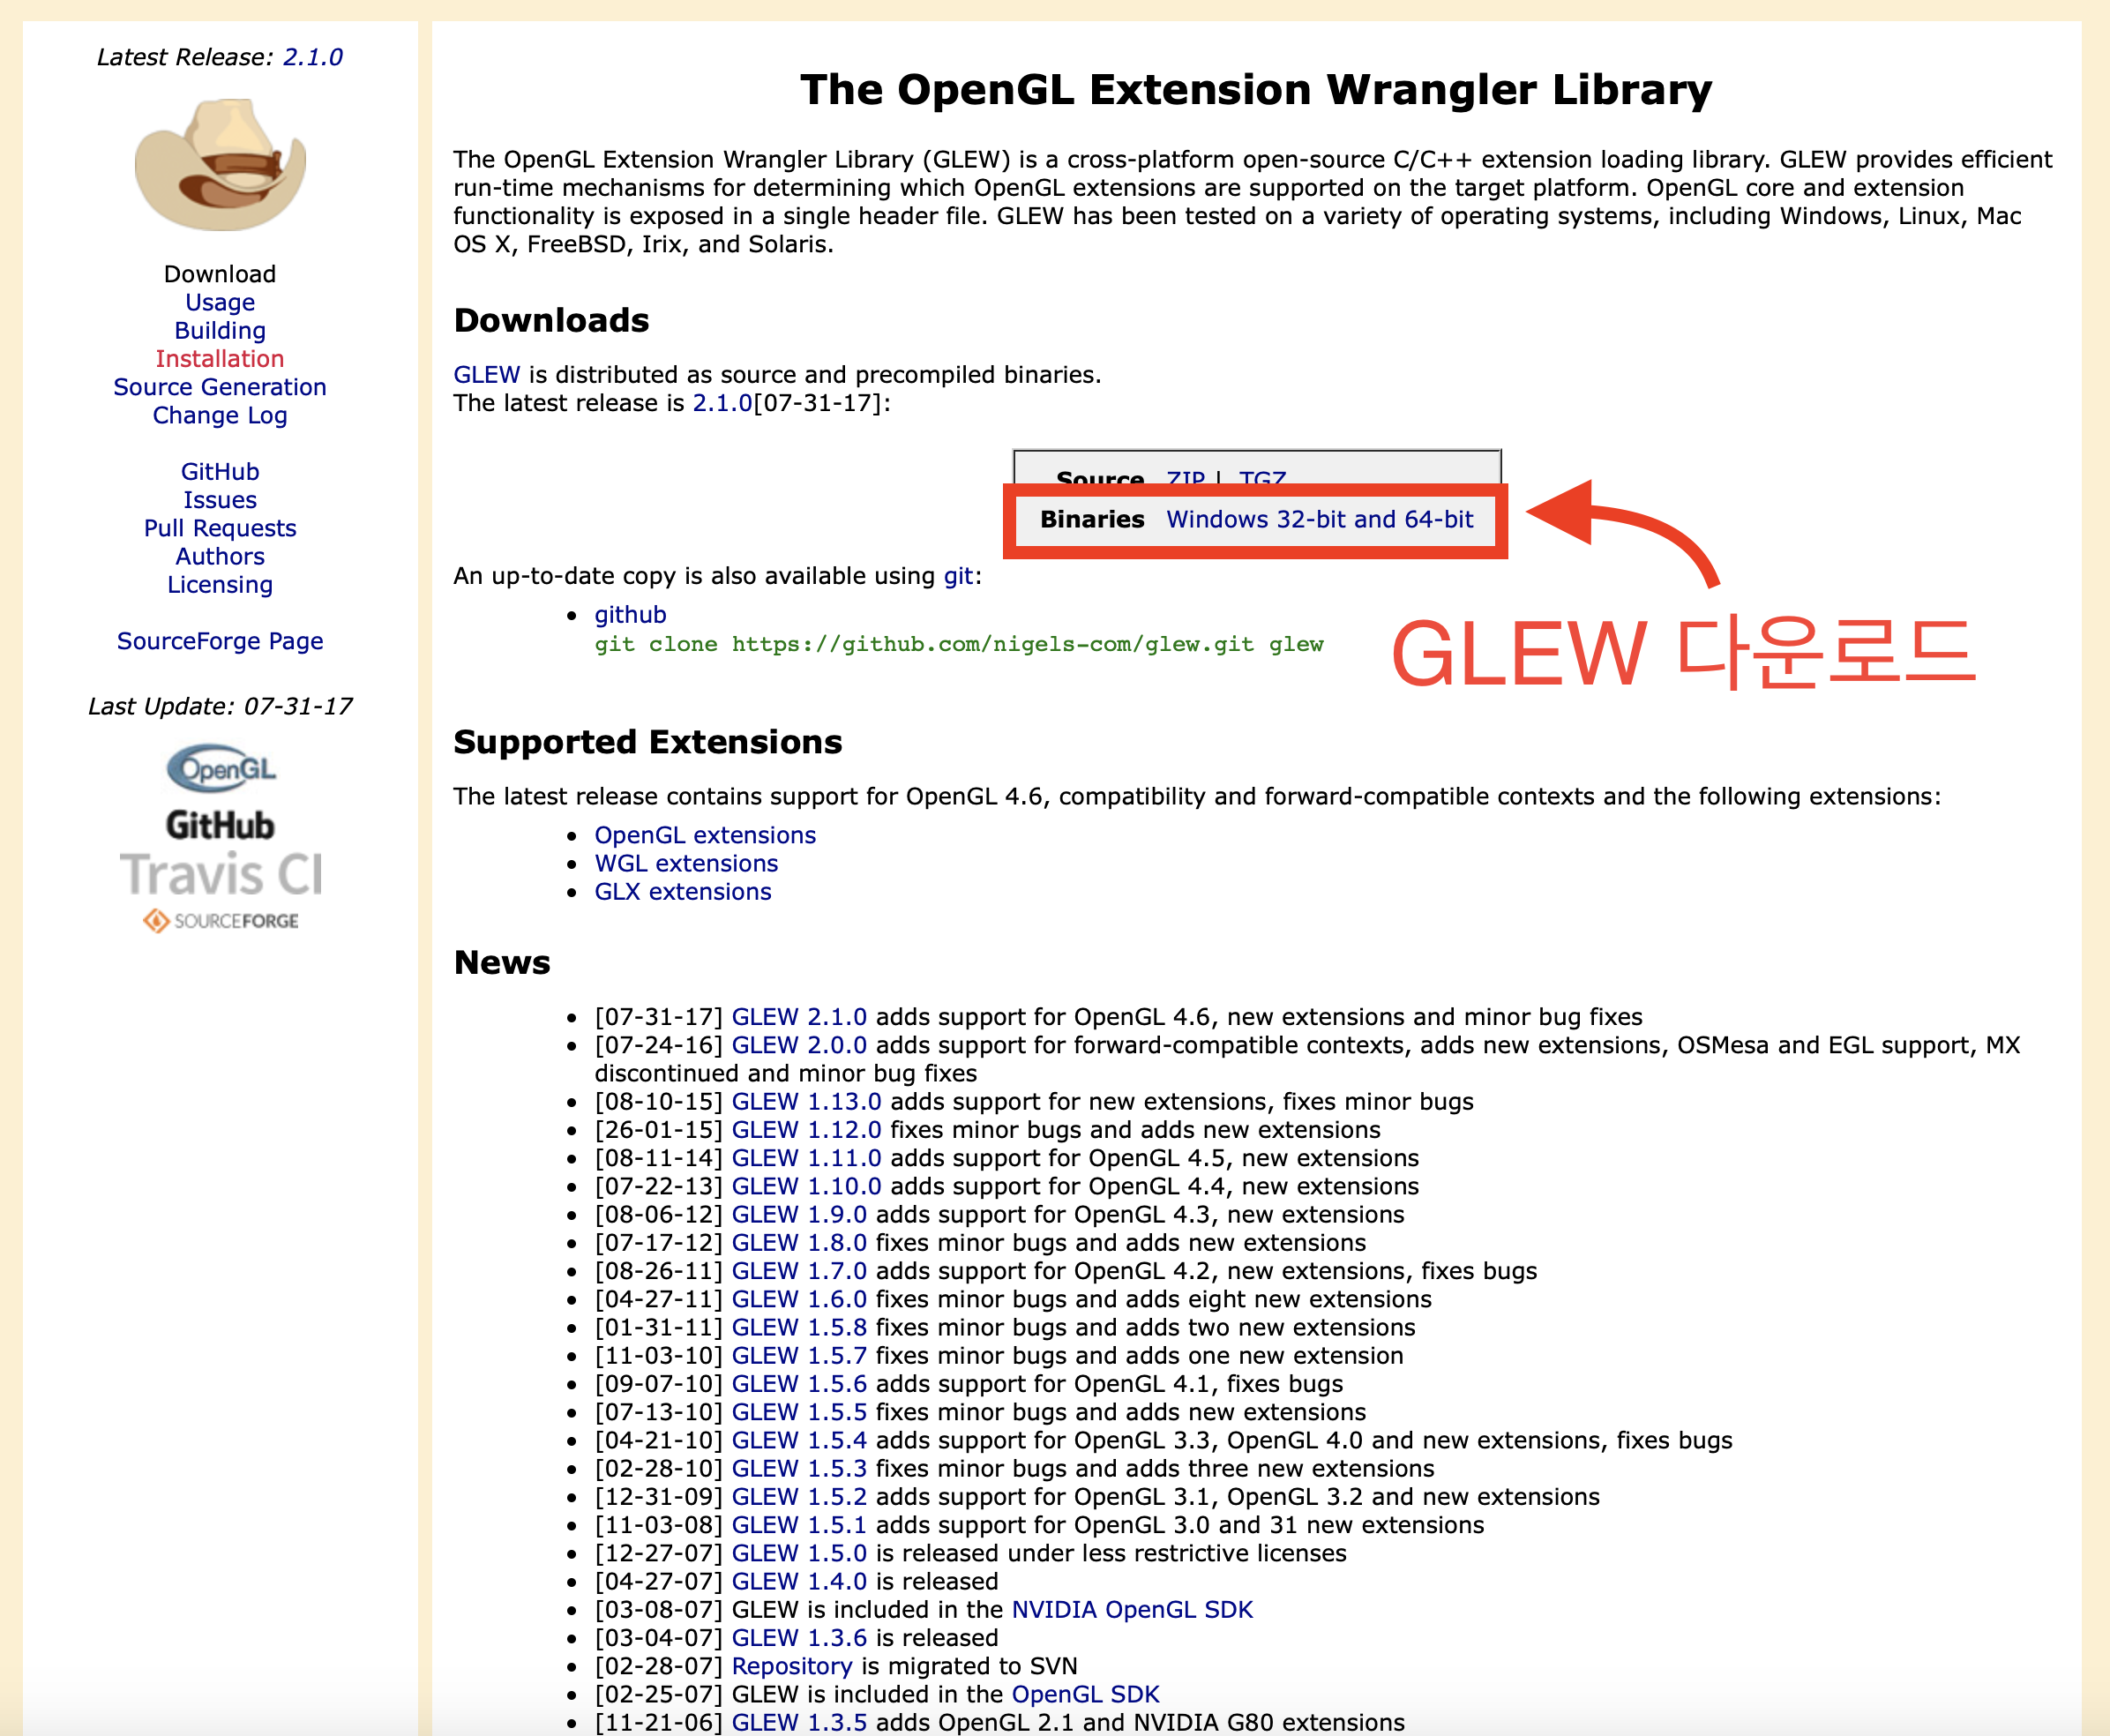 Latest Release: 2.1.0
Download
Usage
Building
Installation
Source Generation
Change Log
GitHub
Issues
Pull Requests
Authors
Licensing
SourceForge Page
Last Update: 07-31-17
OpenGL
GitHub
Travis CI
SOURCEFORGE
The OpenGL Extension Wrangler Library
The OpenGL Extension Wrangler Library (GLEW) is a cross-platform open-source C/C++ extension loading library. GLEW provides efficient
run-time mechanisms for determining which OpenGL extensions are supported on the target platform. OpenGL core and extension
functionality is exposed in a single header file. GLEW has been tested on a variety of operating systems, including Windows, Linux, Mac
OS X, FreeBSD, Irix, and Solaris.
Downloads
GLEW is distributed as source and precompiled binaries.
The latest release is 2.1.0[07-31-17]:
Source ZIP | TGZ
Binaries Windows 32-bit and 64-bit
An up-to-date copy is also available using git:
• github
git clone https://github.com/nigels-com/glew.git glew
GLEW 다운로드
Supported Extensions
The latest release contains support for OpenGL 4.6, compatibility and forward-compatible contexts and the following extensions:
• OpenGL extensions
• WGL extensions
• GLX extensions
News
• [07-31-17] GLEW 2.1.0 adds support for OpenGL 4.6, new extensions and minor bug fixes
• [07-24-16] GLEW 2.0.0 adds support for forward-compatible contexts, adds new extensions, OSMesa and EGL support, MX
discontinued and minor bug fixes
• [08-10-15] GLEW 1.13.0 adds support for new extensions, fixes minor bugs
• [26-01-15] GLEW 1.12.0 fixes minor bugs and adds new extensions
• [08-11-14] GLEW 1.11.0 adds support for OpenGL 4.5, new extensions
• [07-22-13] GLEW 1.10.0 adds support for OpenGL 4.4, new extensions
• [08-06-12] GLEW 1.9.0 adds support for OpenGL 4.3, new extensions
• [07-17-12] GLEW 1.8.0 fixes minor bugs and adds new extensions
• [08-26-11] GLEW 1.7.0 adds support for OpenGL 4.2, new extensions, fixes bugs
• [04-27-11] GLEW 1.6.0 fixes minor bugs and adds eight new extensions
• [01-31-11] GLEW 1.5.8 fixes minor bugs and adds two new extensions
• [11-03-10] GLEW 1.5.7 fixes minor bugs and adds one new extension
• [09-07-10] GLEW 1.5.6 adds support for OpenGL 4.1, fixes bugs
• [07-13-10] GLEW 1.5.5 fixes minor bugs and adds new extensions
• [04-21-10] GLEW 1.5.4 adds support for OpenGL 3.3, OpenGL 4.0 and new extensions, fixes bugs
• [02-28-10] GLEW 1.5.3 fixes minor bugs and adds three new extensions
• [12-31-09] GLEW 1.5.2 adds support for OpenGL 3.1, OpenGL 3.2 and new extensions
• [11-03-08] GLEW 1.5.1 adds support for OpenGL 3.0 and 31 new extensions
• [12-27-07] GLEW 1.5.0 is released under less restrictive licenses
• [04-27-07] GLEW 1.4.0 is released
• [03-08-07] GLEW is included in the NVIDIA OpenGL SDK
• [03-04-07] GLEW 1.3.6 is released
• [02-28-07] Repository is migrated to SVN
• [02-25-07] GLEW is included in the OpenGL SDK
• [11-21-06] GLEW 1.3.5 adds OpenGL 2.1 and NVIDIA G80 extensions